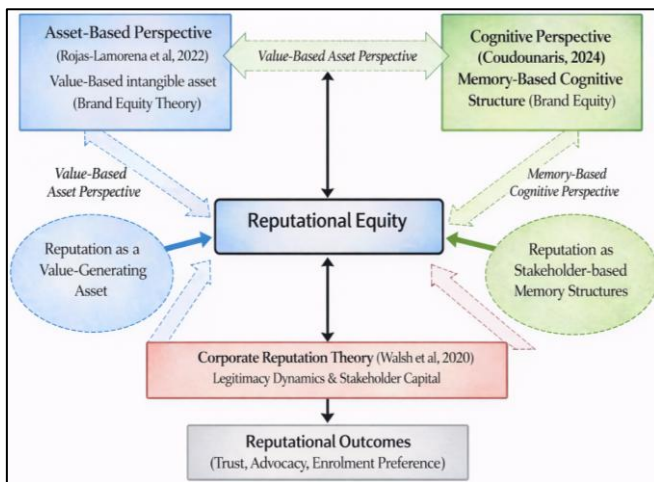 Asset-Based Perspective
(Rojas-Lamorena et al, 2022)
Value-Based intangible asset
(Brand Equity Theory)
Value-Based Asset Perspective
Cognitive Perspective
(Coudounaris, 2024)
Memory-Based Cognitive
Structure (Brand Equity)
Value-Based
Asset Perspective
Memory-Based
Cognitive Perspective
Reputational Equity
Reputation as a
Value-Generating
Asset
Reputation as
Stakeholder-based
Memory Structures
Corporate Reputation Theory (Walsh et al, 2020)
Legitimacy Dynamics & Stakeholder Capital
Reputational Outcomes
(Trust, Advocacy, Enrolment Preference)